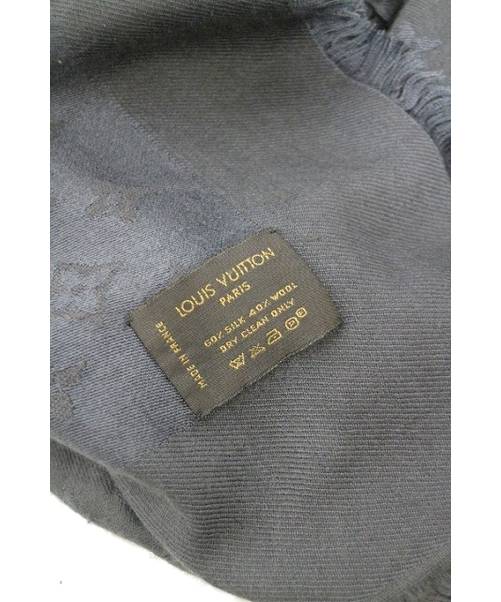 LOUIS VUITTON
PARIS
60% SILK 40% WOOL
DRY CLEAN ONLY
MADE IN FRANCE